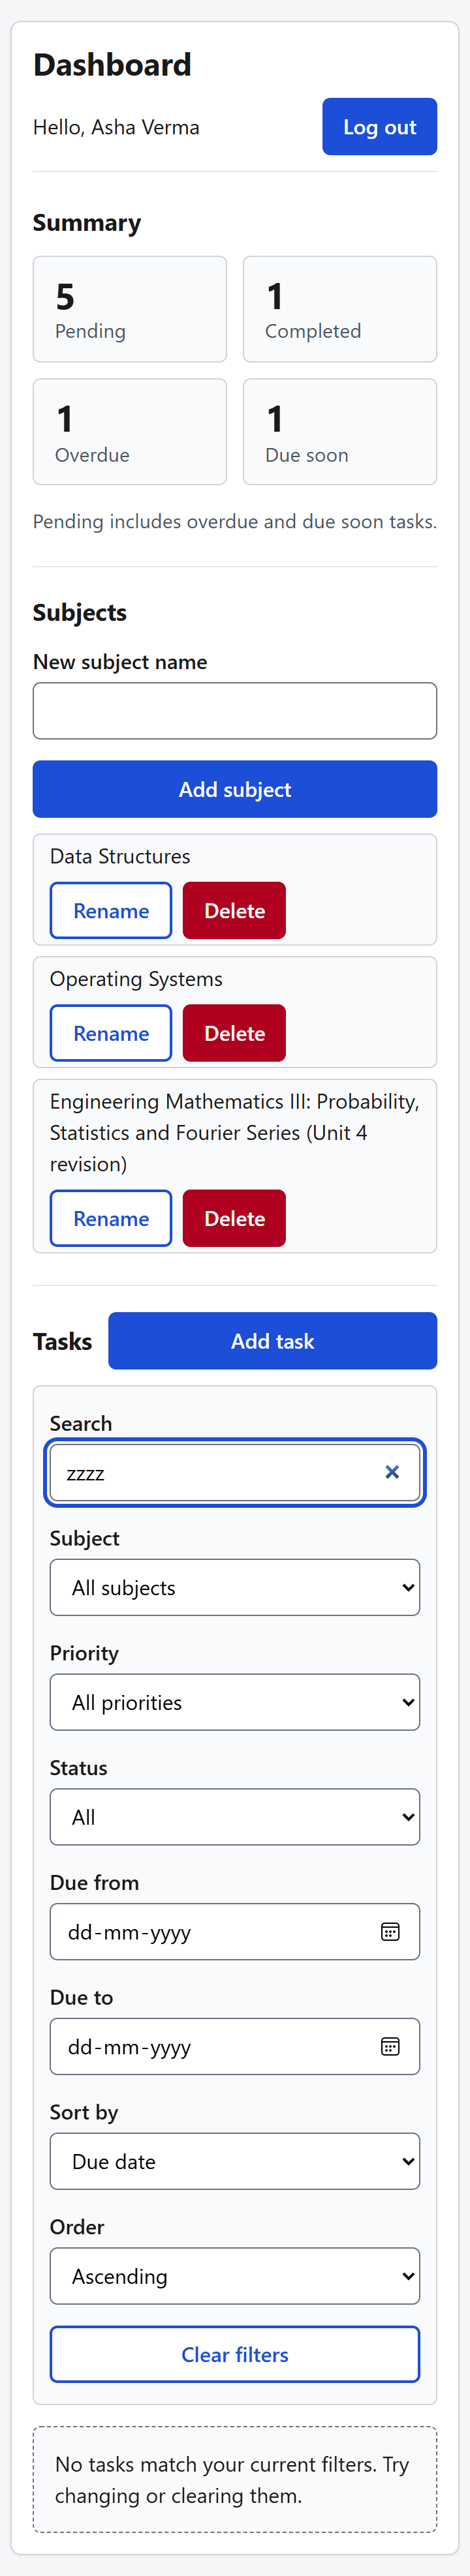 Dashboard
Hello, Asha Verma
Log out
Summary
5
Pending
1
Completed
1
Overdue
1
Due soon
Pending includes overdue and due soon tasks.
Subjects
New subject name
Add subject
Data Structures
Rename
Delete
Operating Systems
Rename
Delete
Engineering Mathematics III: Probability,
Statistics and Fourier Series (Unit 4
revision)
Rename
Delete
Tasks
Add task
Search
zzzz
Subject
All subjects
Priority
All priorities
Status
All
Due from
dd-mm-yyyy
Due to
dd-mm-yyyy
Sort by
Due date
Order
Ascending
Clear filters
No tasks match your current filters. Try
changing or clearing them.